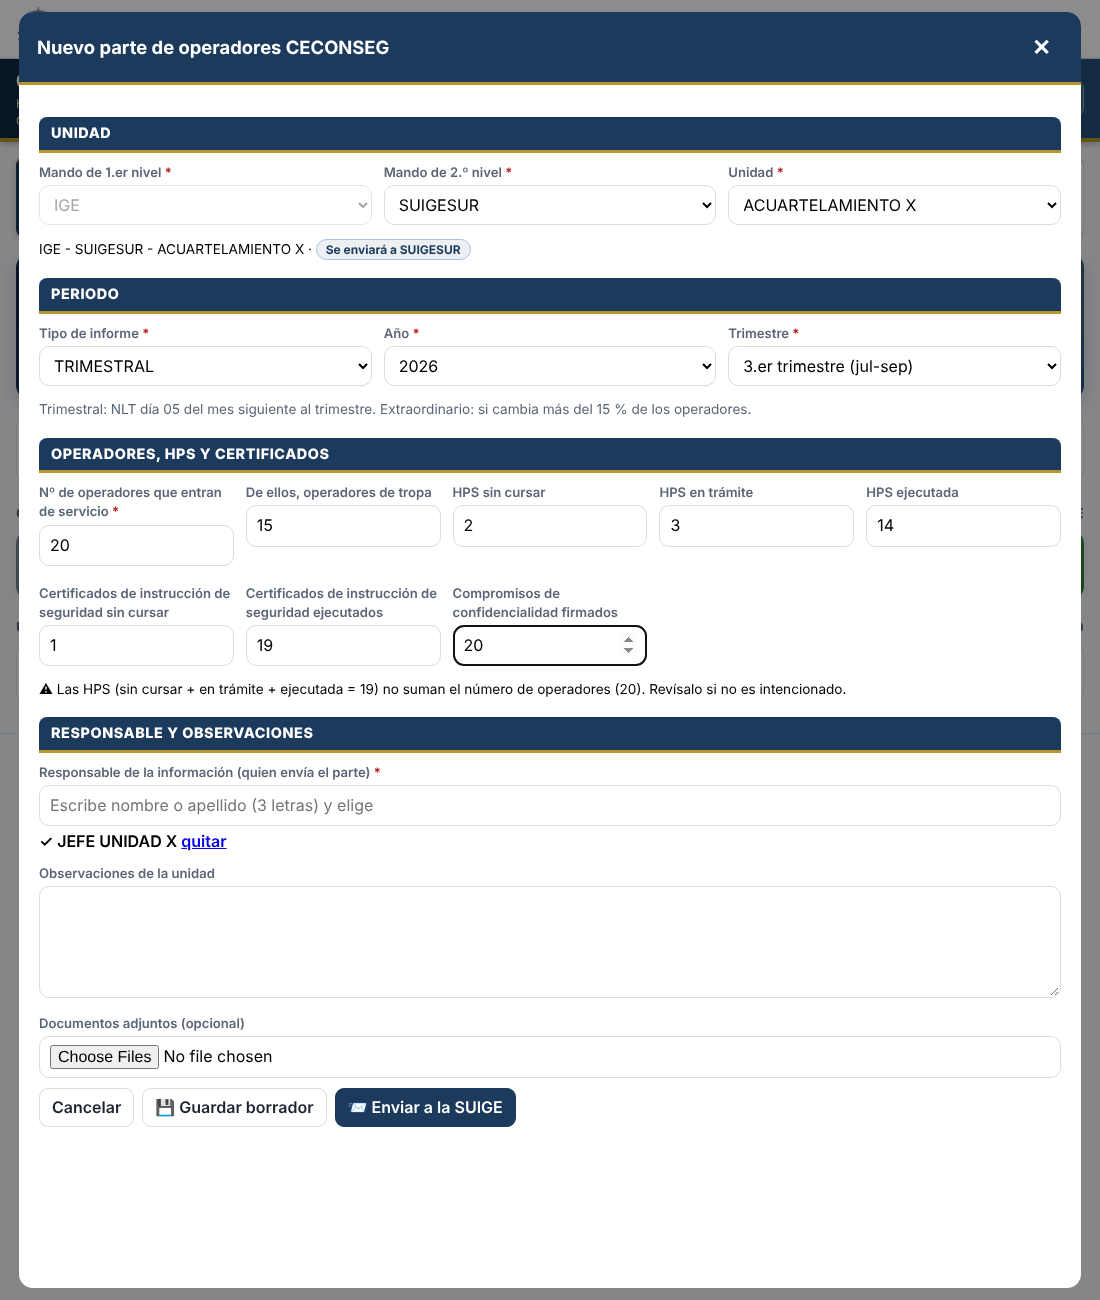 Nuevo parte de operadores CECONSEG ✕
UNIDAD
Mando de 1.er nivel *
Mando de 2.º nivel *
Unidad *
IGE
SUIGESUR
ACUARTELAMIENTO X
IGE - SUIGESUR - ACUARTELAMIENTO X · Se enviará a SUIGESUR
PERIODO
Tipo de informe *
Año *
Trimestre *
TRIMESTRAL
2026
3.er trimestre (jul-sep)
Trimestral: NLT día 05 del mes siguiente al trimestre. Extraordinario: si cambia más del 15 % de los operadores.
OPERADORES, HPS Y CERTIFICADOS
Nº de operadores que entran
de servicio *
20
De ellos, operadores de tropa
15
HPS sin cursar
2
HPS en trámite
3
HPS ejecutada
14
Certificados de instrucción de
seguridad sin cursar
1
Certificados de instrucción de
seguridad ejecutados
19
Compromisos de
confidencialidad firmados
20
⚠ Las HPS (sin cursar + en trámite + ejecutada = 19) no suman el número de operadores (20). Revísalo si no es intencionado.
RESPONSABLE Y OBSERVACIONES
Responsable de la información (quien envía el parte) *
Escribe nombre o apellido (3 letras) y elige
✓ JEFE UNIDAD X quitar
Observaciones de la unidad
Documentos adjuntos (opcional)
Choose Files No file chosen
Cancelar
💾 Guardar borrador
📨 Enviar a la SUIGE